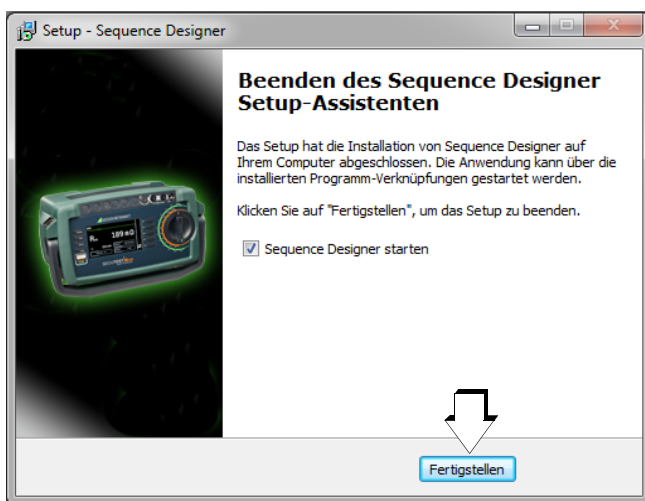 Setup - Sequence Designer
Beenden des Sequence Designer
Setup-Assistenten
Das Setup hat die Installation von Sequence Designer auf
Ihrem Computer abgeschlossen. Die Anwendung kann über die
installierten Programm-Verknüpfungen gestartet werden.
Klicken Sie auf "Fertigstellen", um das Setup zu beenden.
Sequence Designer starten
189 mΩ
Fertigstellen